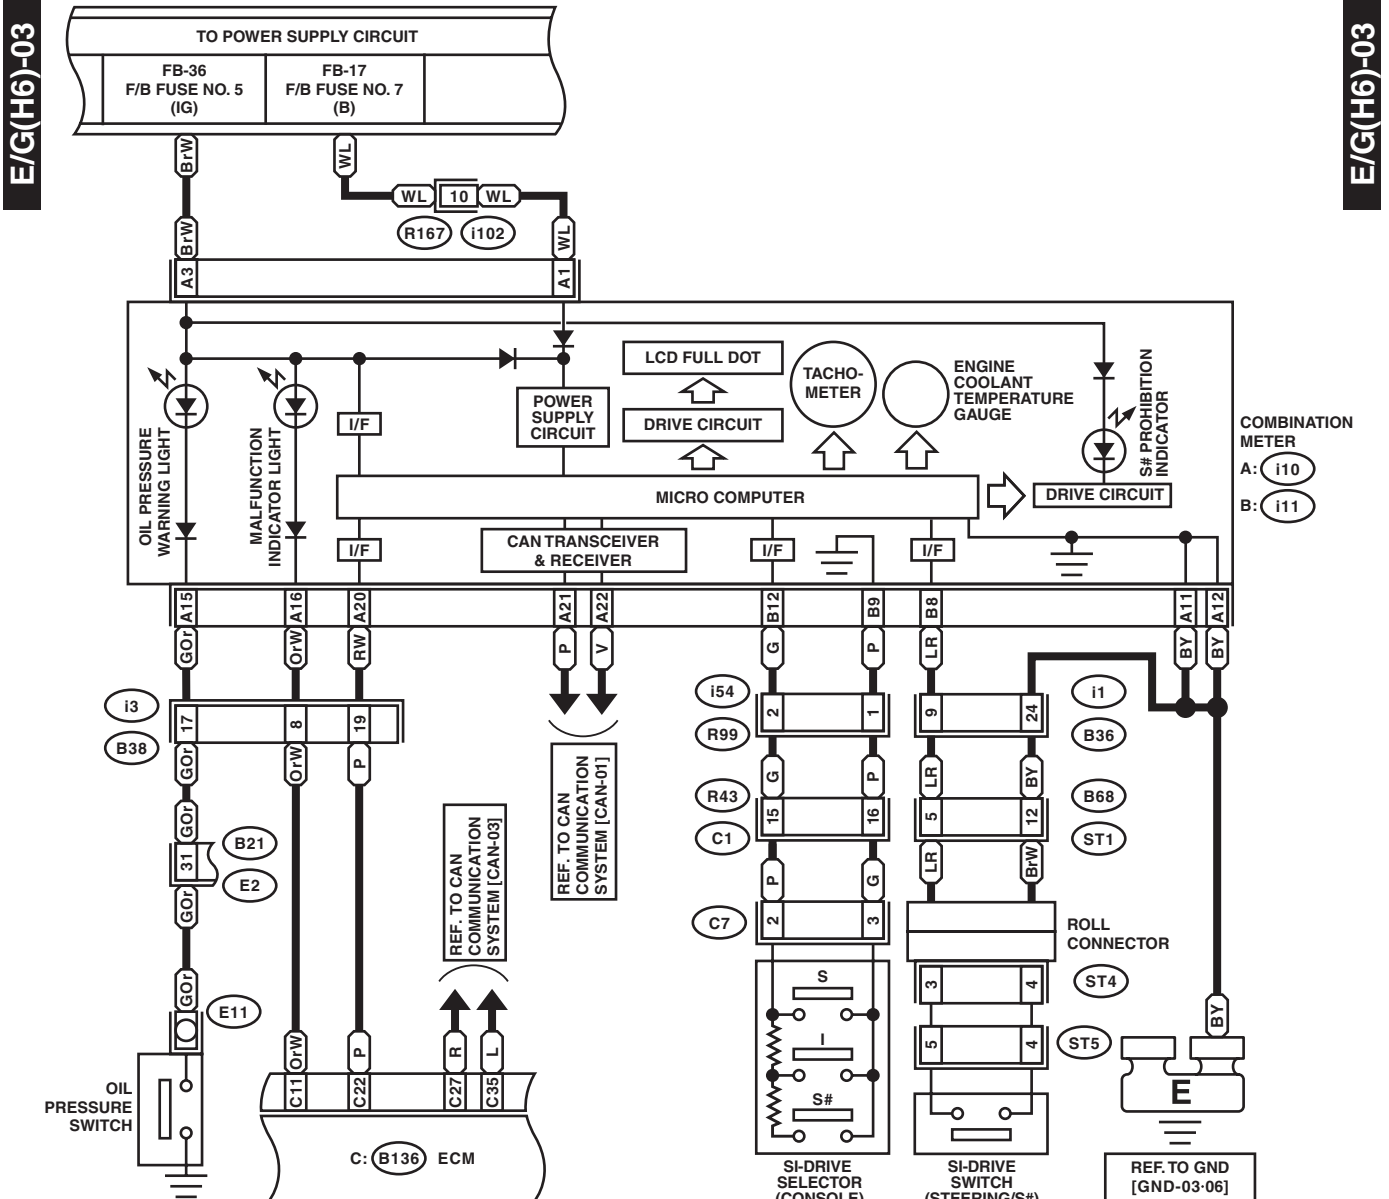 E/G(H6)-03
E/G(H6)-03
TO POWER SUPPLY CIRCUIT
FB-36
F/B FUSE NO. 5
(IG)
FB-17
F/B FUSE NO. 7
(B)
BrW
WL
WL
10
WL
R167
i102
BrW
WL
A3
A1
LCD FULL DOT
TACHO-
METER
ENGINE
COOLANT
TEMPERATURE
GAUGE
POWER
SUPPLY
CIRCUIT
DRIVE CIRCUIT
I/F
S# PROHIBITION
INDICATOR
COMBINATION
METER
A: i10
B: i11
OIL PRESSURE
WARNING LIGHT
MALFUNCTION
INDICATOR LIGHT
MICRO COMPUTER
DRIVE CIRCUIT
I/F
CAN TRANSCEIVER
& RECEIVER
I/F
I/F
A15
A16
A20
A21
A22
B12
B9
B8
A11
A12
GOr
OrW
RW
P
V
G
P
LR
BY
BY
i3
17
8
19
B38
i54
2
1
R99
9
24
i1
B36
GOr
OrW
P
G
P
LR
BY
GOr
R43
15
16
C1
5
12
B68
ST1
31
B21
E2
REF. TO CAN
COMMUNICATION
SYSTEM [CAN-03]
REF. TO CAN
COMMUNICATION
SYSTEM [CAN-01]
GOr
P
G
LR
BrW
C7
2
3
ROLL
CONNECTOR
GOr
E11
S
3
4
ST4
BY
OrW
P
R
L
I
5
4
ST5
C11
C22
C27
C35
OIL
PRESSURE
SWITCH
S#
E
C: B136 ECM
SI-DRIVE
SELECTOR
(CONSOLE)
SI-DRIVE
SWITCH
(STEERING/S#)
REF. TO GND
[GND-03·06]